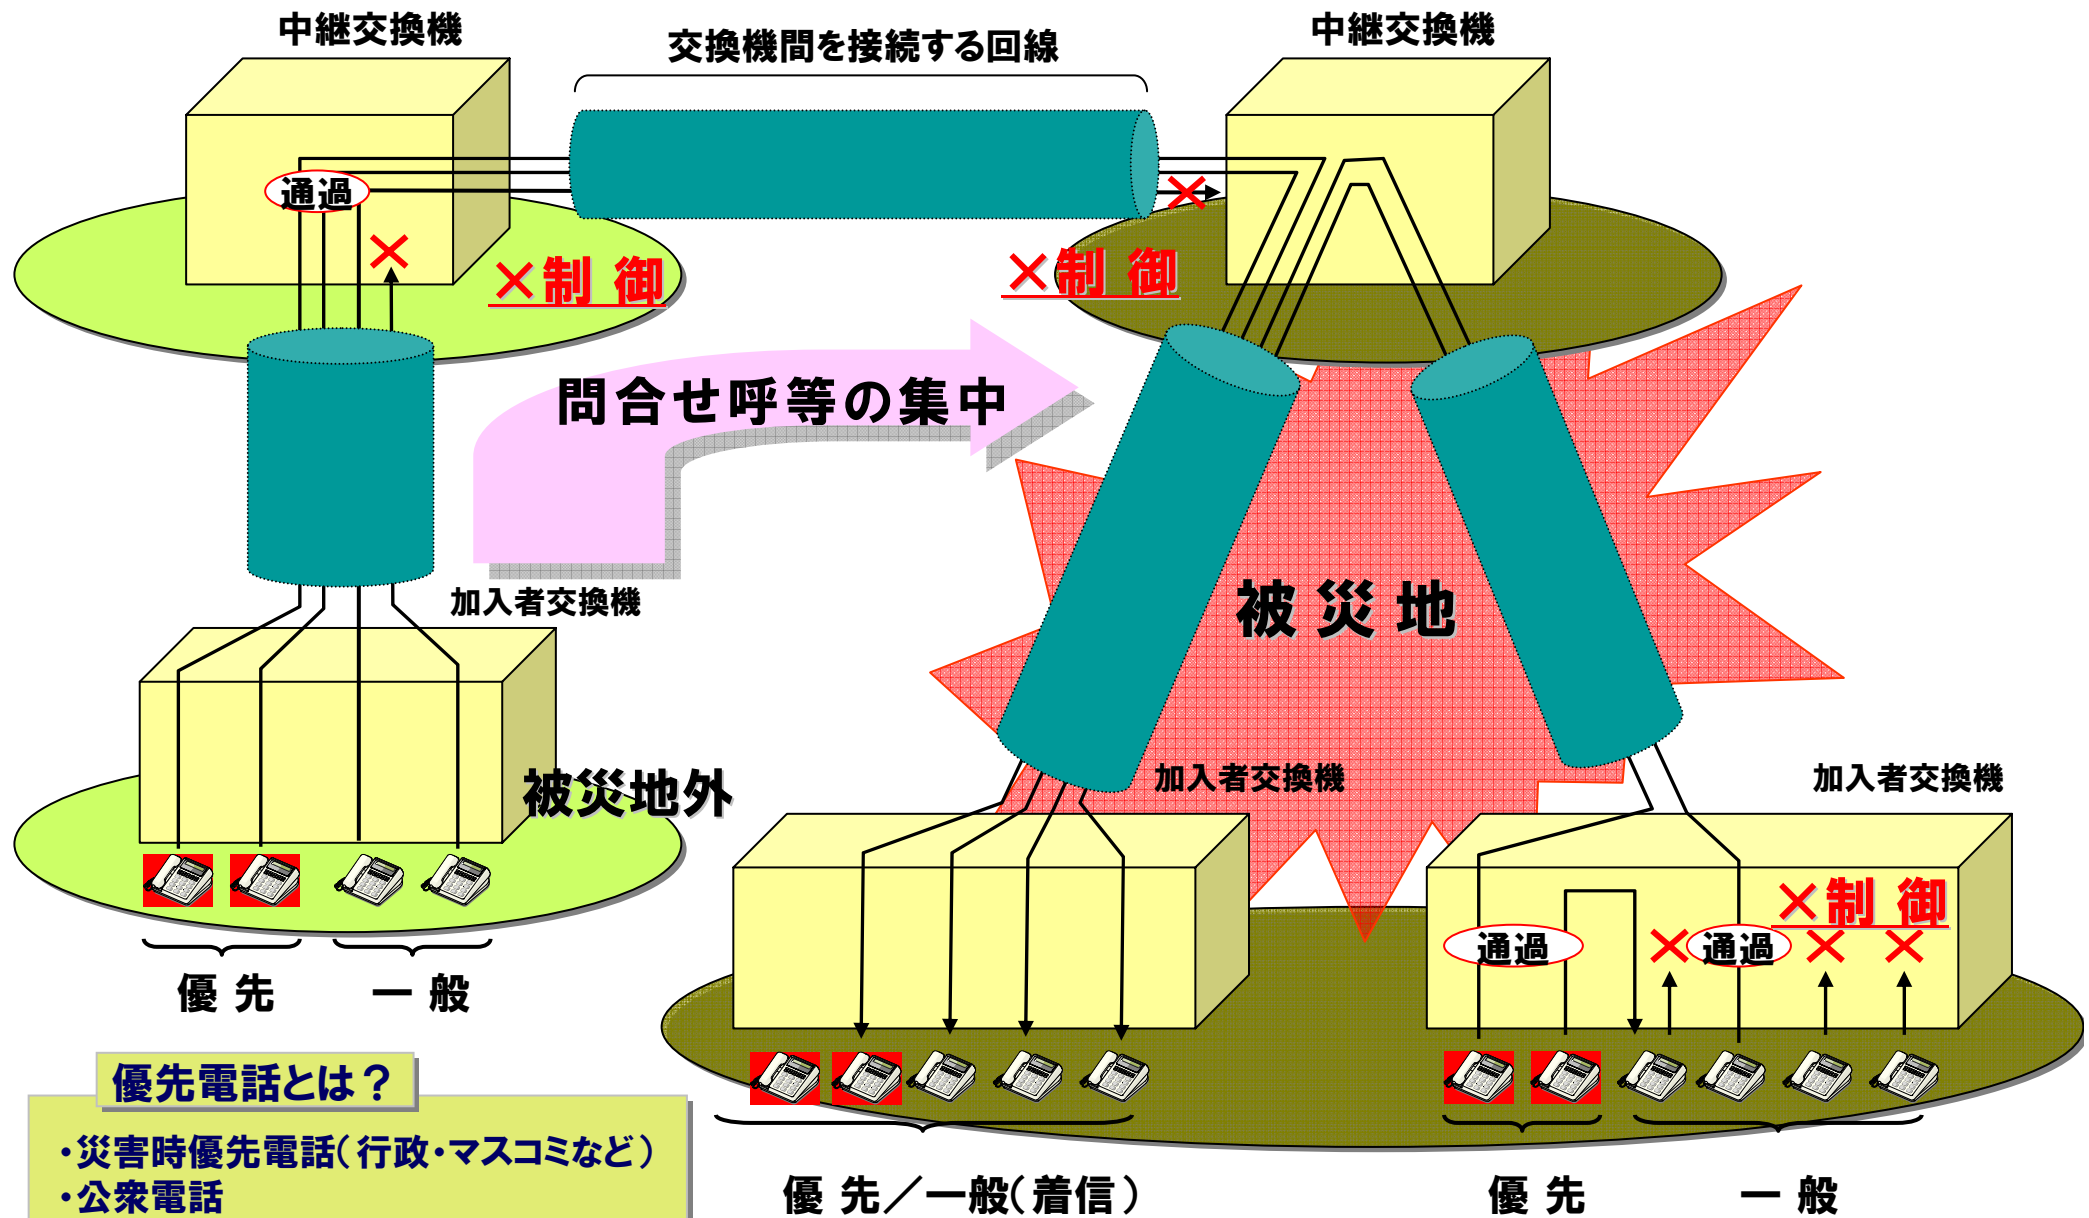 中継交換機
交換機間を接続する回線
中継交換機
通過
×制 御
×制 御
問合せ呼等の集中
被 災 地
加入者交換機
被災地外
加入者交換機
加入者交換機
×制 御
通過
通過
優 先
一 般
優先電話とは？
・災害時優先電話（行政・マスコミなど）
・公衆電話
優 先／一般（着信）
優 先
一 般